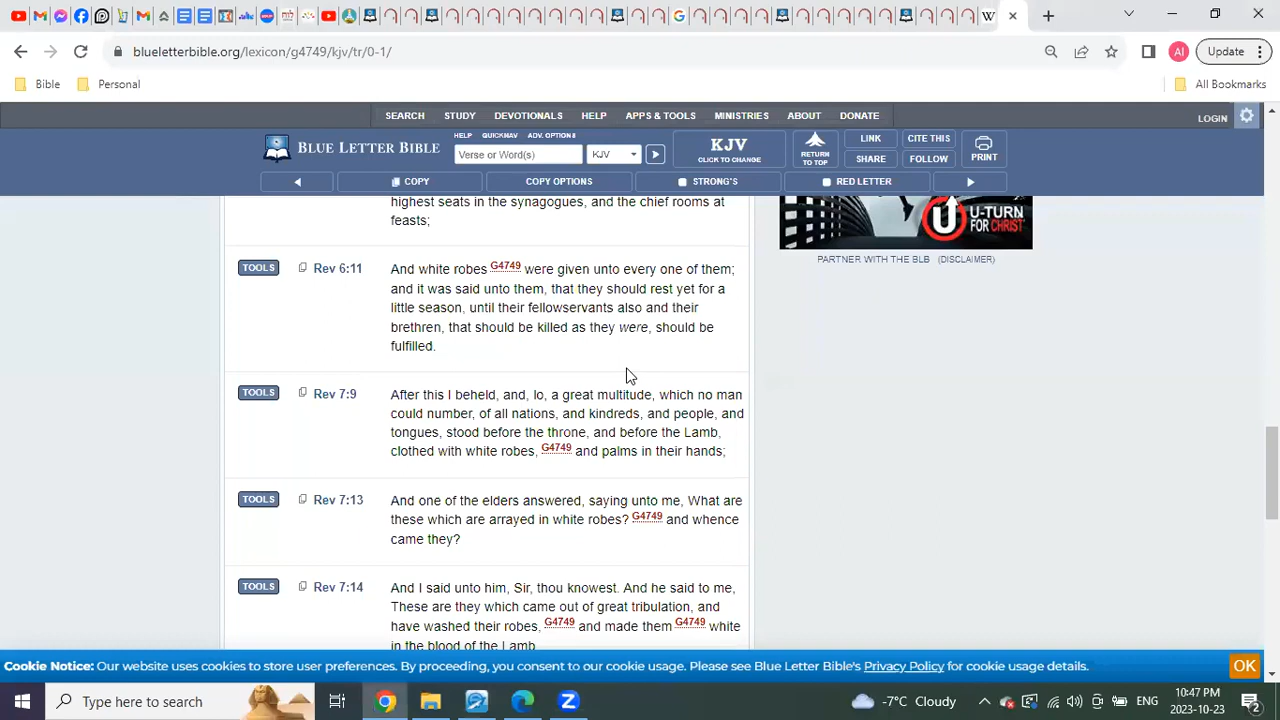 blueletterbible.org/lexicon/g4749/kjv/tr/0-1/
Update
Bible
Personal
All Bookmarks
SEARCH STUDY DEVOTIONALS HELP APPS & TOOLS MINISTRIES ABOUT DONATE
LOGIN
HELP QUICKNAV ADV. OPTIONS
BLUE LETTER BIBLE
Verse or Word(s)
KJV
KJV
CLICK TO CHANGE
RETURN
TO TOP
LINK
CITE THIS
SHARE
FOLLOW
PRINT
COPY
COPY OPTIONS
STRONG'S
RED LETTER
highest seats in the synagogues, and the chief rooms at
feasts;
U-TURN
FOR CHRIST
PARTNER WITH THE BLB (DISCLAIMER)
TOOLS
Rev 6:11
And white robes G4749 were given unto every one of them;
and it was said unto them, that they should rest yet for a
little season, until their fellowservants also and their
brethren, that should be killed as they were, should be
fulfilled.
TOOLS
Rev 7:9
After this I beheld, and, lo, a great multitude, which no man
could number, of all nations, and kindreds, and people, and
tongues, stood before the throne, and before the Lamb,
clothed with white robes, G4749 and palms in their hands;
TOOLS
Rev 7:13
And one of the elders answered, saying unto me, What are
these which are arrayed in white robes? G4749 and whence
came they?
TOOLS
Rev 7:14
And I said unto him, Sir, thou knowest. And he said to me,
These are they which came out of great tribulation, and
have washed their robes, G4749 and made them G4749 white
in the blood of the Lamb
Cookie Notice: Our website uses cookies to store user preferences. By proceeding, you consent to our cookie usage. Please see Blue Letter Bible's Privacy Policy for cookie usage details.
OK
Type here to search
-7°C Cloudy
ENG
10:47 PM
2023-10-23
2